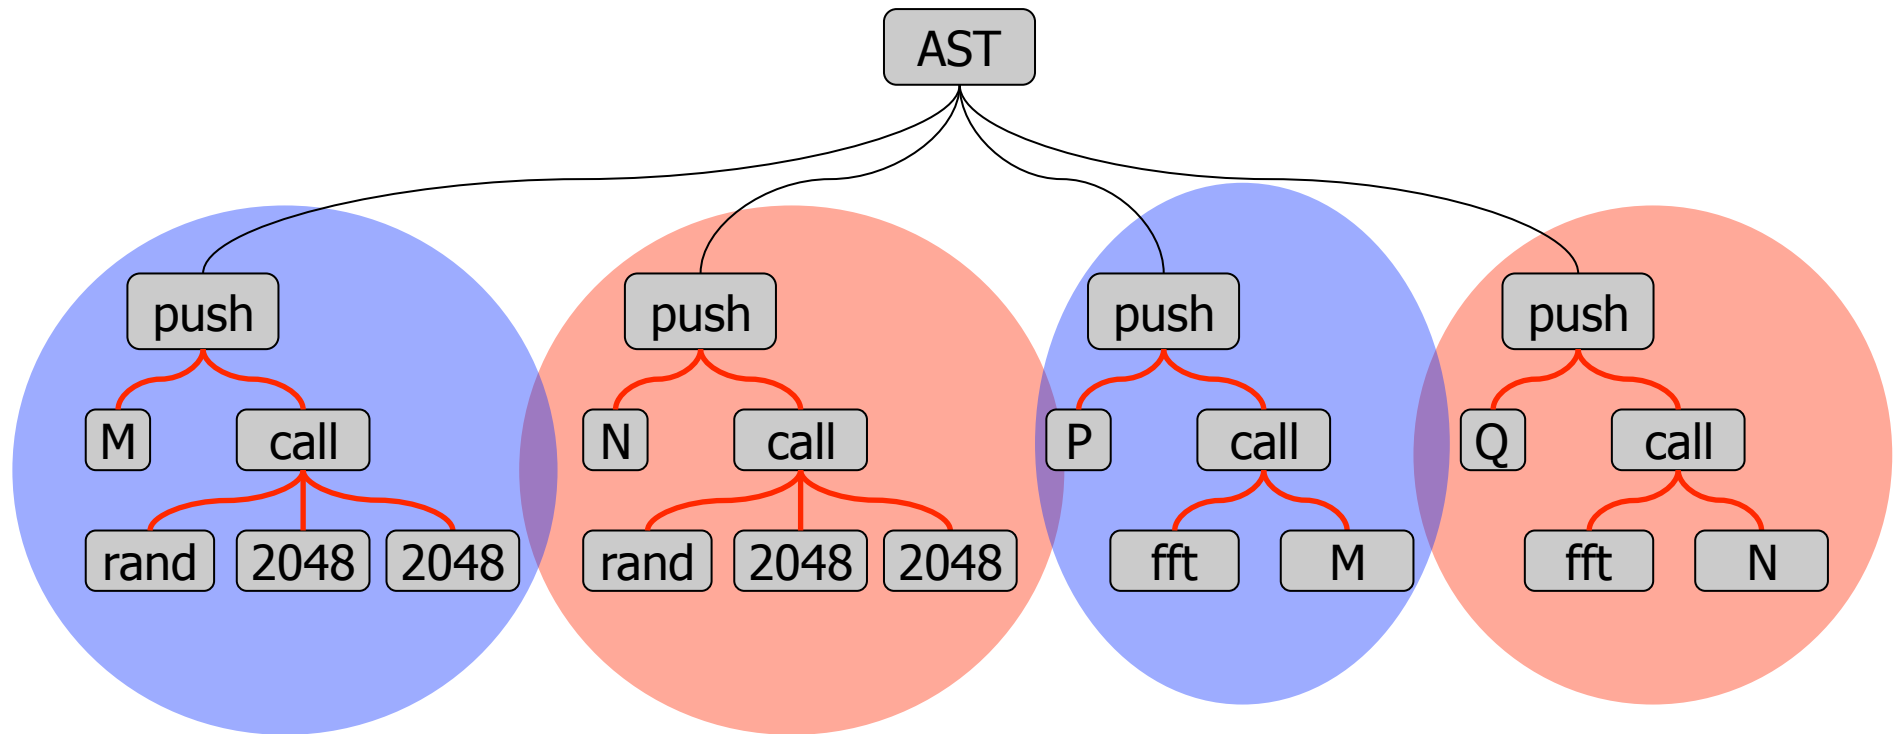 AST
push
push
push
push
M
call
N
call
P
call
Q
call
rand
2048
2048
rand
2048
2048
fft
M
fft
N